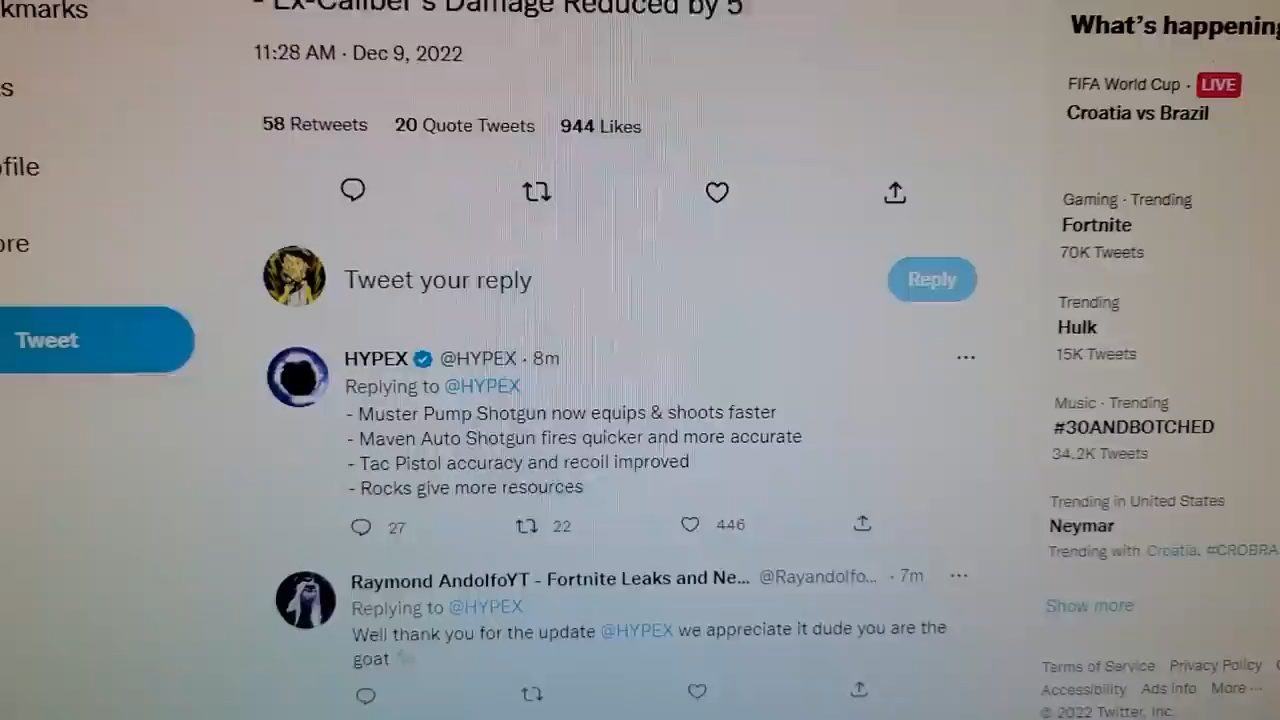 kmarks
s
ofile
ore
Tweet
- Ex-Caliber's Damage Reduced by 5
11:28 AM · Dec 9, 2022
58 Retweets 20 Quote Tweets 944 Likes
Tweet your reply
Reply
HYPEX @HYPEX · 8m
Replying to @HYPEX
- Muster Pump Shotgun now equips & shoots faster
- Maven Auto Shotgun fires quicker and more accurate
- Tac Pistol accuracy and recoil improved
- Rocks give more resources
27 22 446
Raymond AndolfoYT - Fortnite Leaks and Ne... @Rayandolfo... · 7m
Replying to @HYPEX
Well thank you for the update @HYPEX we appreciate it dude you are the
goat
What's happening
FIFA World Cup · LIVE
Croatia vs Brazil
Gaming · Trending
Fortnite
70K Tweets
Trending
Hulk
15K Tweets
Music · Trending
#30ANDBOTCHED
34.2K Tweets
Trending in United States
Neymar
Trending with Croatia, #CROBRA
Show more
Terms of Service Privacy Policy
Accessibility Ads info More ···
© 2022 Twitter, Inc.